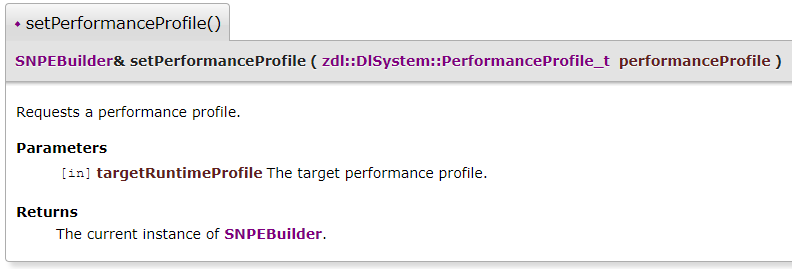 ◆ setPerformanceProfile()
SNPEBuilder& setPerformanceProfile ( zdl::DlSystem::PerformanceProfile_t performanceProfile )
Requests a performance profile.
Parameters
[in] targetRuntimeProfile The target performance profile.
Returns
The current instance of SNPEBuilder.